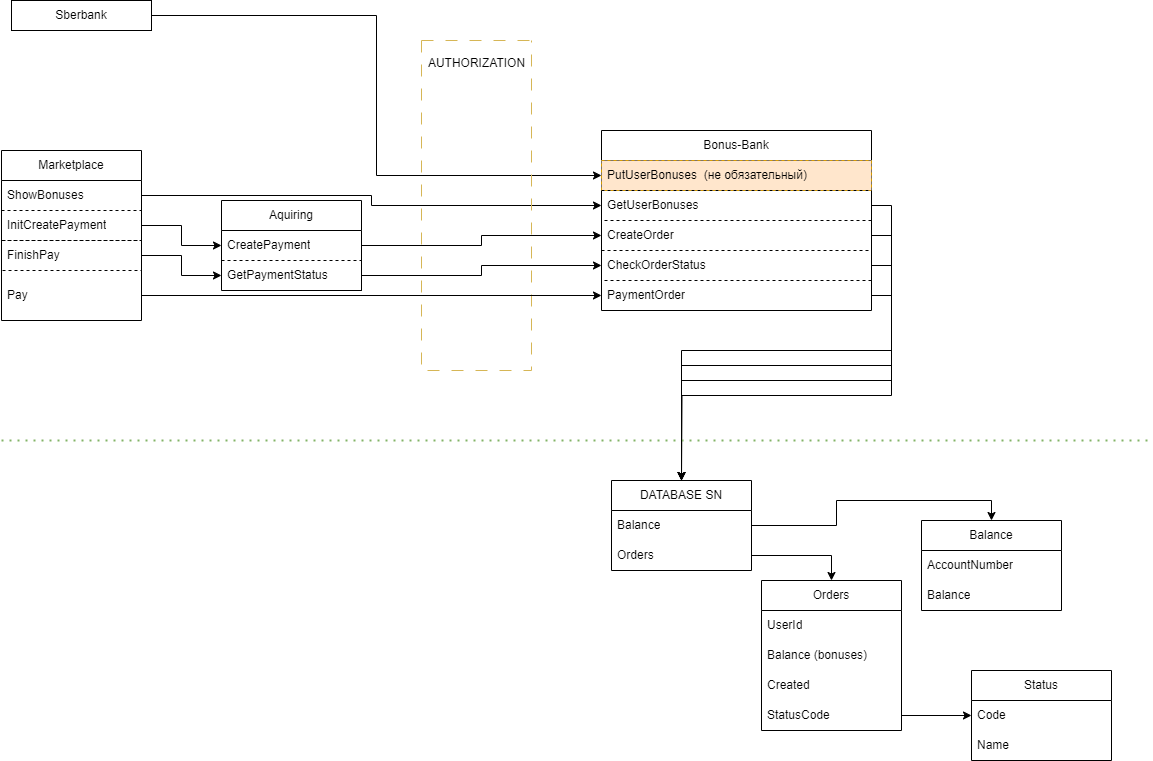 Sberbank
AUTHORIZATION
Marketplace
ShowBonuses
InitCreatePayment
FinishPay
Pay
Aquiring
CreatePayment
GetPaymentStatus
Bonus-Bank
PutUserBonuses (не обязательный)
GetUserBonuses
CreateOrder
CheckOrderStatus
PaymentOrder
DATABASE SN
Balance
Orders
Balance
AccountNumber
Balance
Orders
UserId
Balance (bonuses)
Created
StatusCode
Status
Code
Name